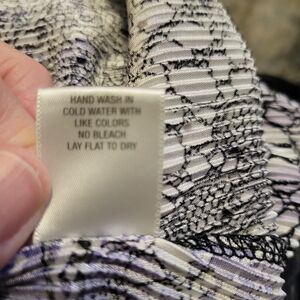 HAND WASH IN
COLD WATER WITH
LIKE COLORS
NO BLEACH
LAY FLAT TO DRY